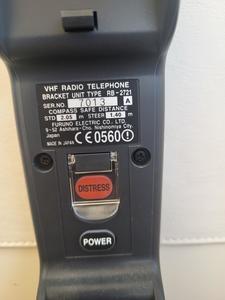 VHF RADIO TELEPHONE
BRACKET UNIT TYPE RB-2721
SER.NO. 7013 A
COMPASS SAFE DISTANCE
STD 2.05 m STEER 1.40 m
FURUNO ELECTRIC CO., LTD.
9-52 Ashihara-Cho, Nishinomiya City,
Japan
MADE IN JAPAN CE0560!
DISTRESS
POWER